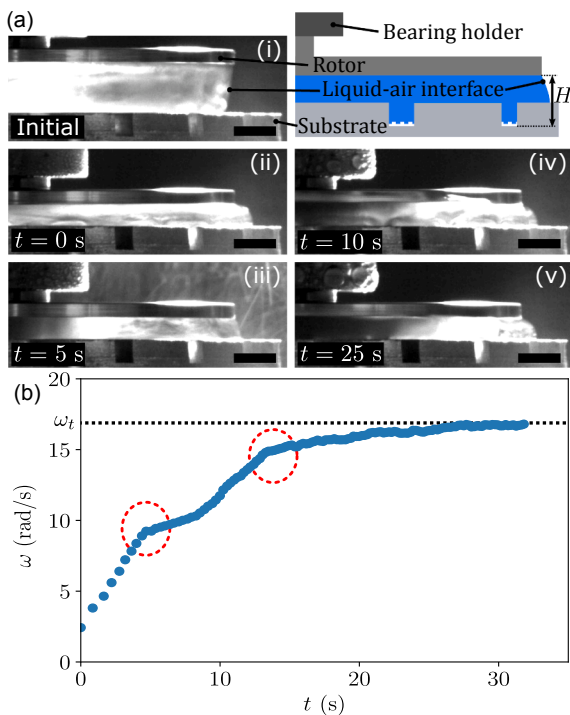 (a)
(i)
Bearing holder
Rotor
Liquid-air interface
H
Initial
Substrate
(ii)
t = 0 s
(iv)
t = 10 s
(iii)
t = 5 s
(v)
t = 25 s
(b)
20
ωt
15
10
5
0
ω (rad/s)
0
10
20
30
t (s)